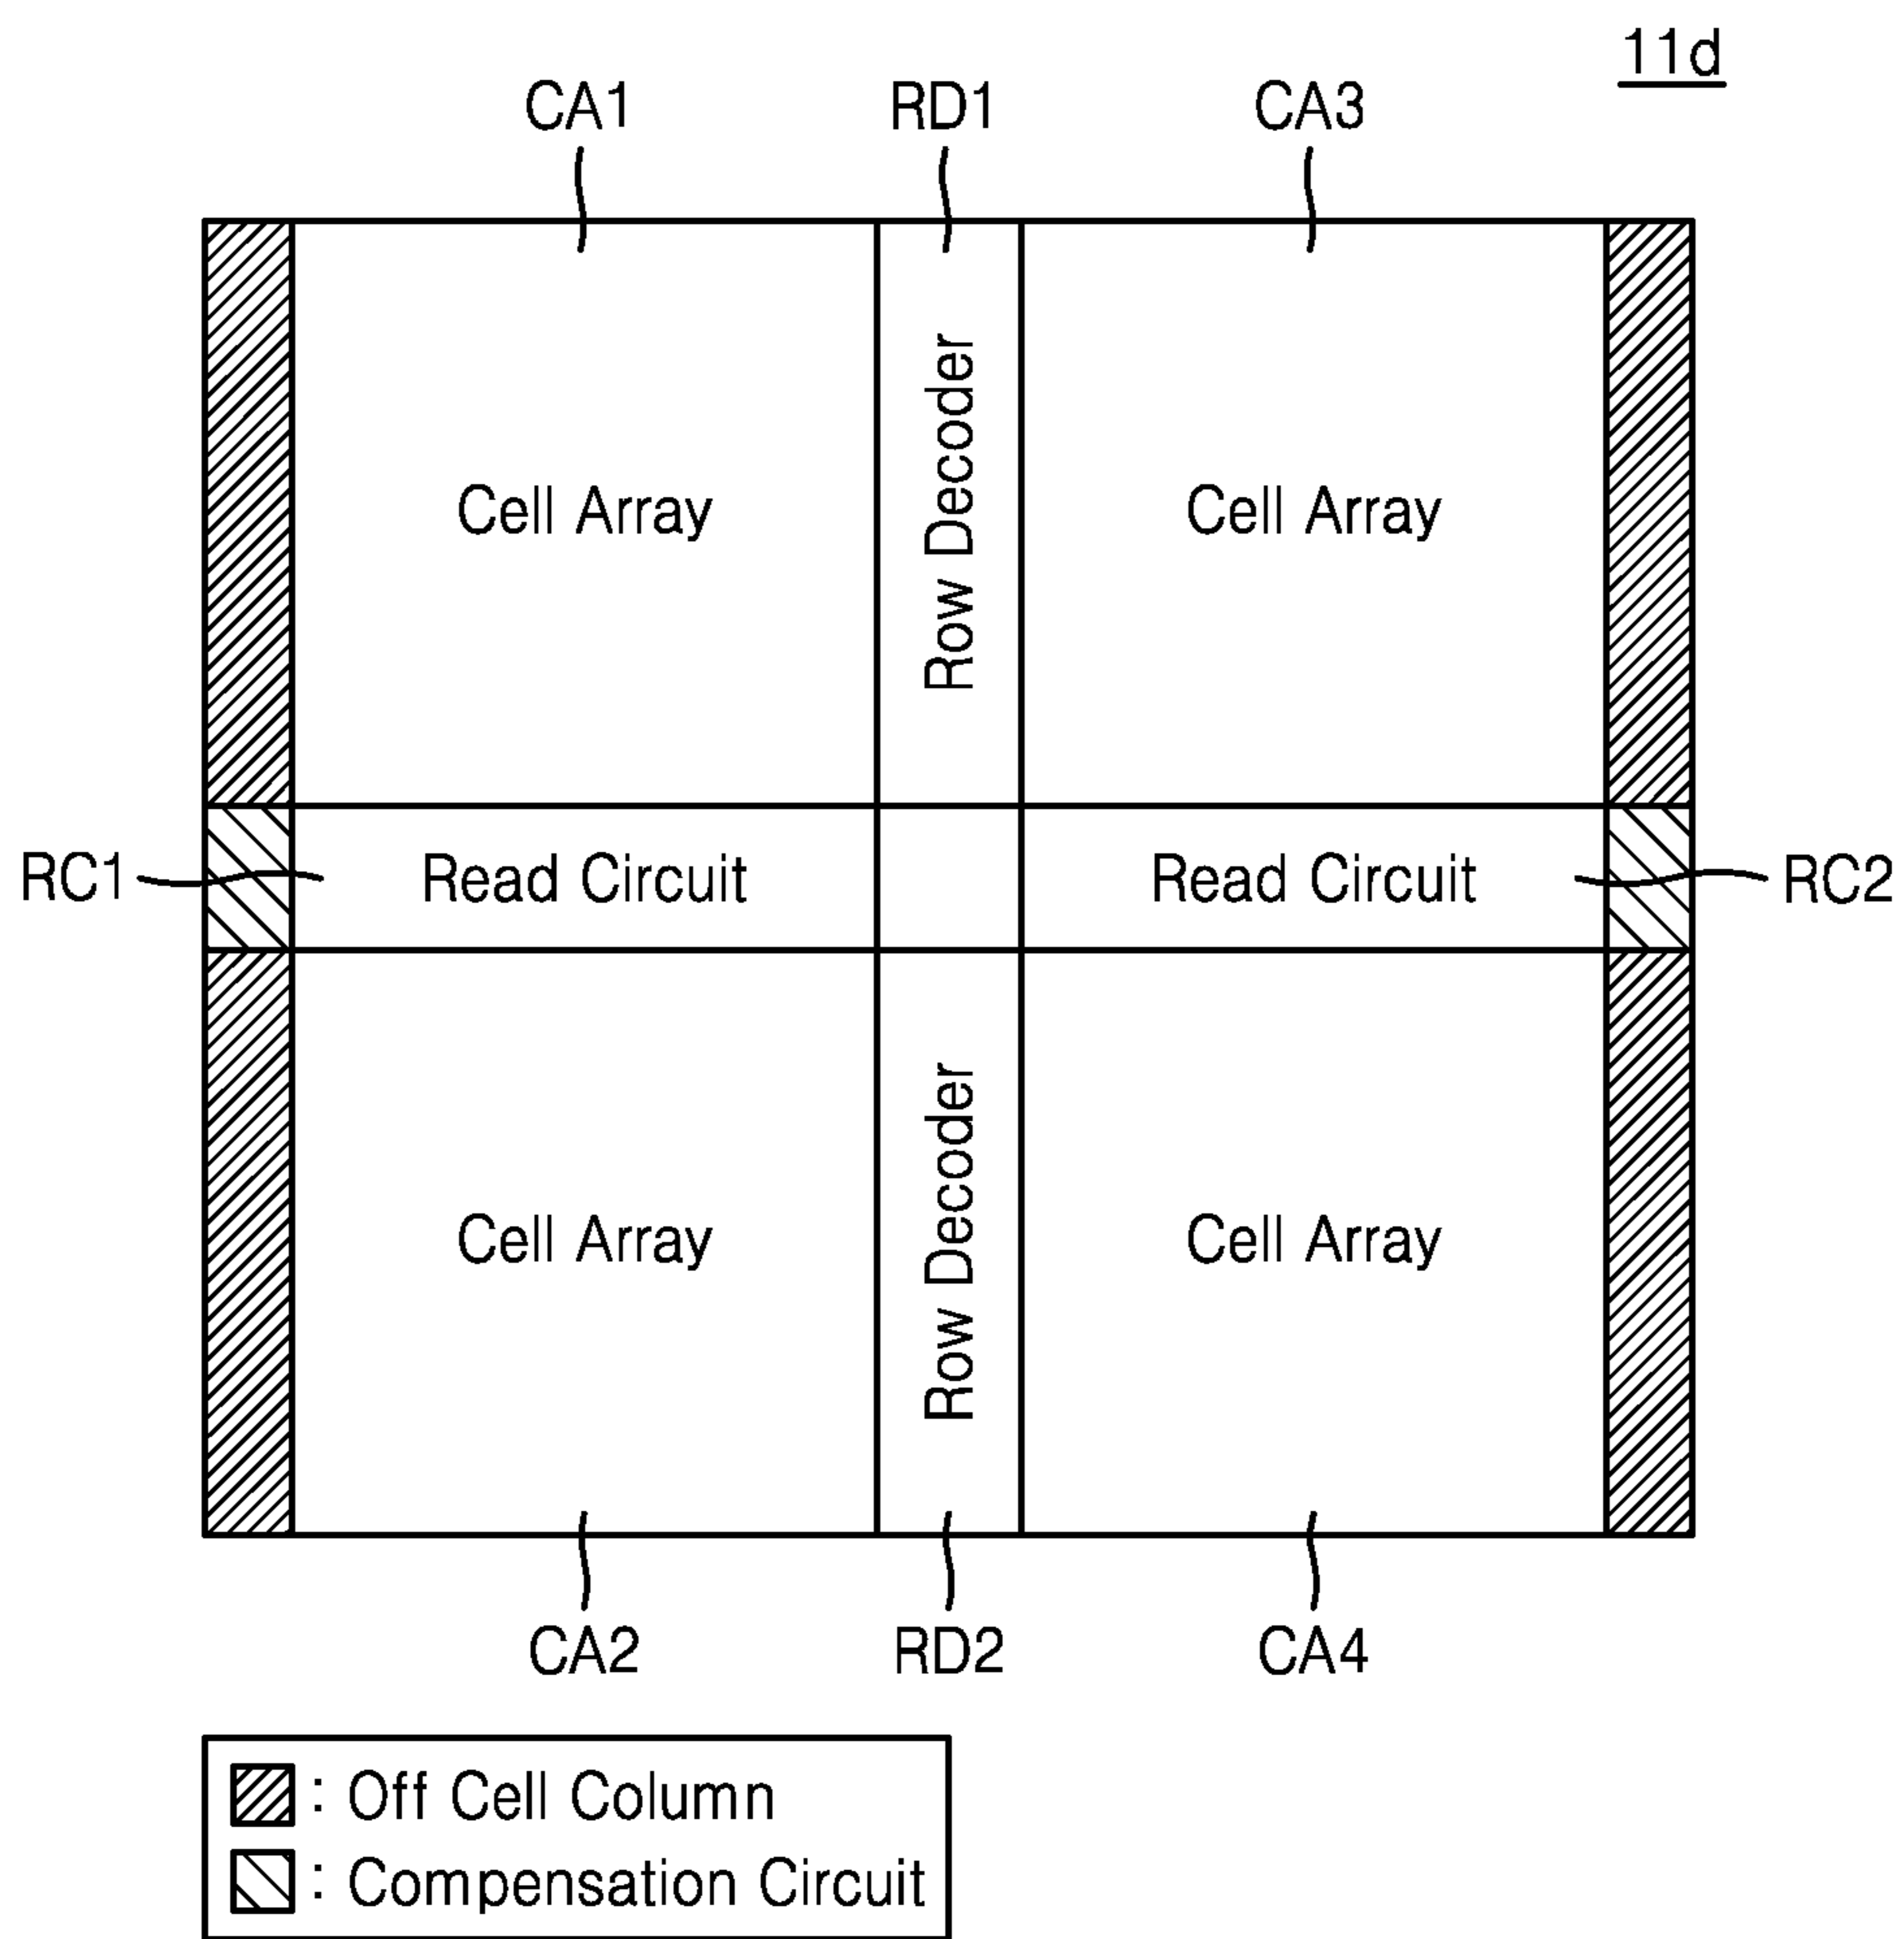 11d
CA1
RD1
CA3
Cell Array
Row Decoder
Cell Array
RC1
Read Circuit
Read Circuit
RC2
Cell Array
Row Decoder
Cell Array
CA2
RD2
CA4
: Off Cell Column
: Compensation Circuit